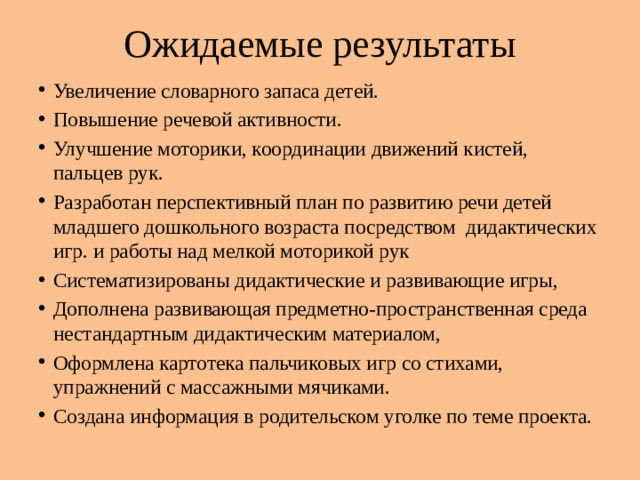 Ожидаемые результаты
• Увеличение словарного запаса детей.
• Повышение речевой активности.
• Улучшение моторики, координации движений кистей,
пальцев рук.
• Разработан перспективный план по развитию речи детей
младшего дошкольного возраста посредством  дидактических
игр. и работы над мелкой моторикой рук
• Систематизированы дидактические и развивающие игры,
• Дополнена развивающая предметно-пространственная среда
нестандартным дидактическим материалом,
• Оформлена картотека пальчиковых игр со стихами,
упражнений с массажными мячиками.
• Создана информация в родительском уголке по теме проекта.